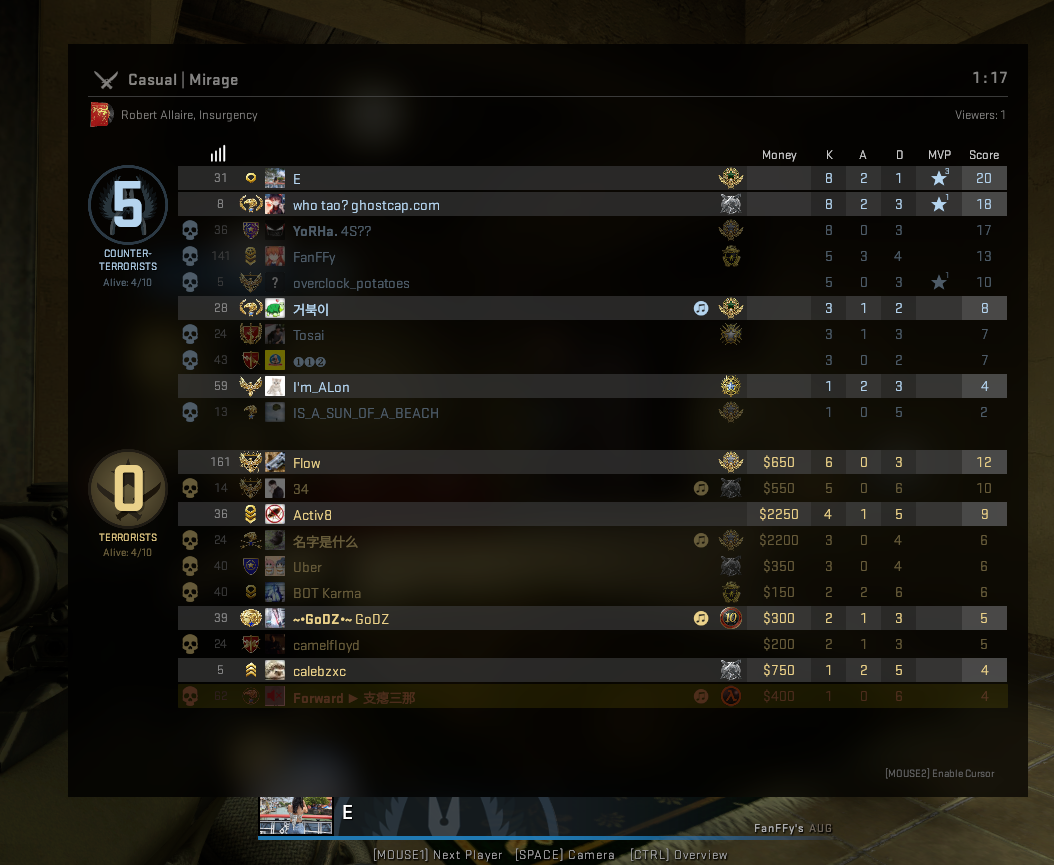 Casual | Mirage 1:17
Robert Allaire, Insurgency Viewers: 1
Money K A D MVP Score
5
COUNTER-
TERRORISTS
Alive: 4/10
31 E 8 2 1 3 20
8 who tao? ghostcap.com 8 2 3 1 18
36 YoRHa. 4S?? 8 0 3 17
141 FanFFy 5 3 4 13
5 ? overclock_potatoes 5 0 3 1 10
28 거북이 3 1 2 8
24 Tosai 3 1 3 7
43 ❶❶❷ 3 0 2 7
59 I'm_ALon 1 2 3 4
13 IS_A_SUN_OF_A_BEACH 1 0 5 2
0
TERRORISTS
Alive: 4/10
161 Flow $650 6 0 3 12
14 34 $550 5 0 6 10
36 Activ8 $2250 4 1 5 9
24 名字是什么 $2200 3 0 4 6
40 Uber $350 3 0 4 6
40 BOT Karma $150 2 2 6 6
39 ~•GoDZ•~ GoDZ 10 $300 2 1 3 5
24 camelfloyd $200 2 1 3 5
5 calebzxc $750 1 2 5 4
62 Forward ► $400 1 0 6 4
[MOUSE2] Enable Cursor
E
FanFFy's AUG
[MOUSE1] Next Player [SPACE] Camera [CTRL] Overview